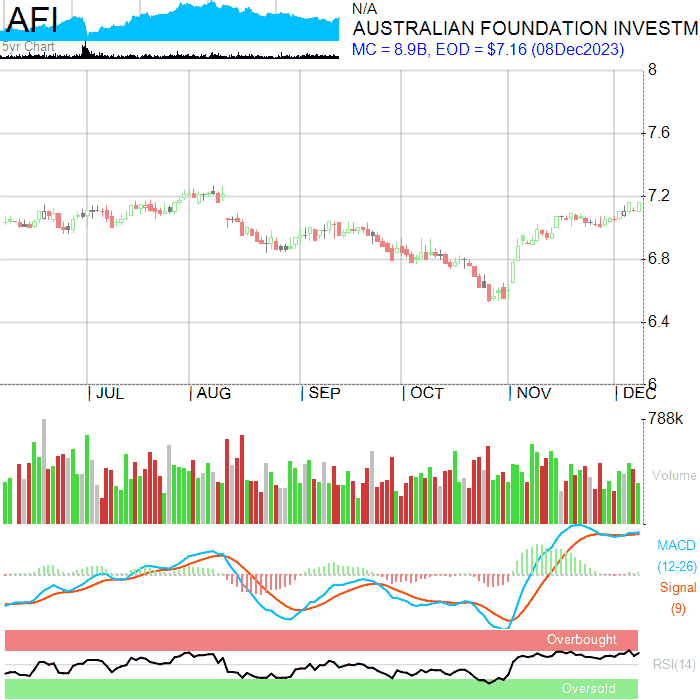 AFI
5yr Chart
N/A
AUSTRALIAN FOUNDATION INVESTM
MC = 8.9B, EOD = $7.16 (08Dec2023)
8
7.6
7.2
6.8
6.4
6
JUL AUG SEP OCT NOV DEC
788k
Volume
MACD
(12-26)
Signal
(9)
Overbought
RSI(14)
Oversold